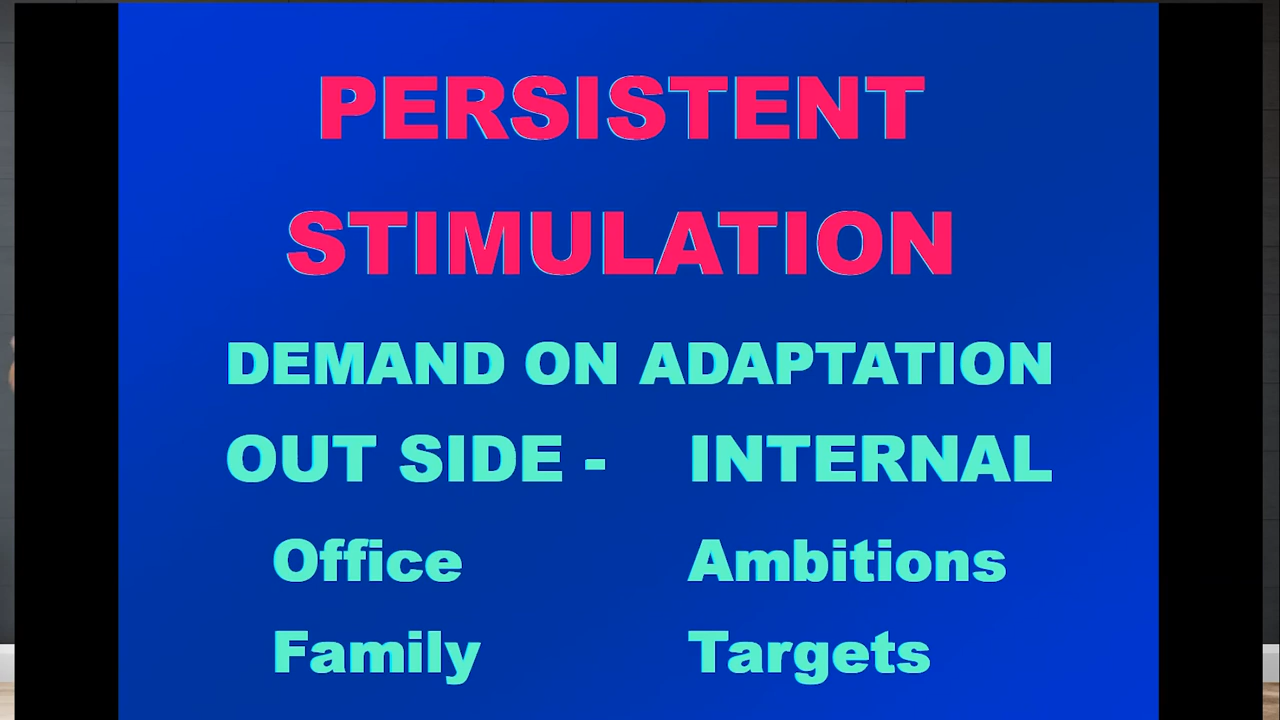 PERSISTENT
STIMULATION
DEMAND ON ADAPTATION
OUT SIDE - INTERNAL
Office Ambitions
Family Targets